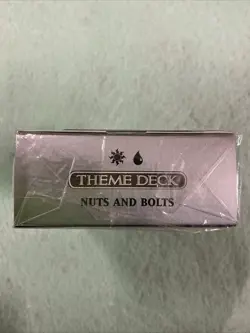 THEME DECK
NUTS AND BOLTS